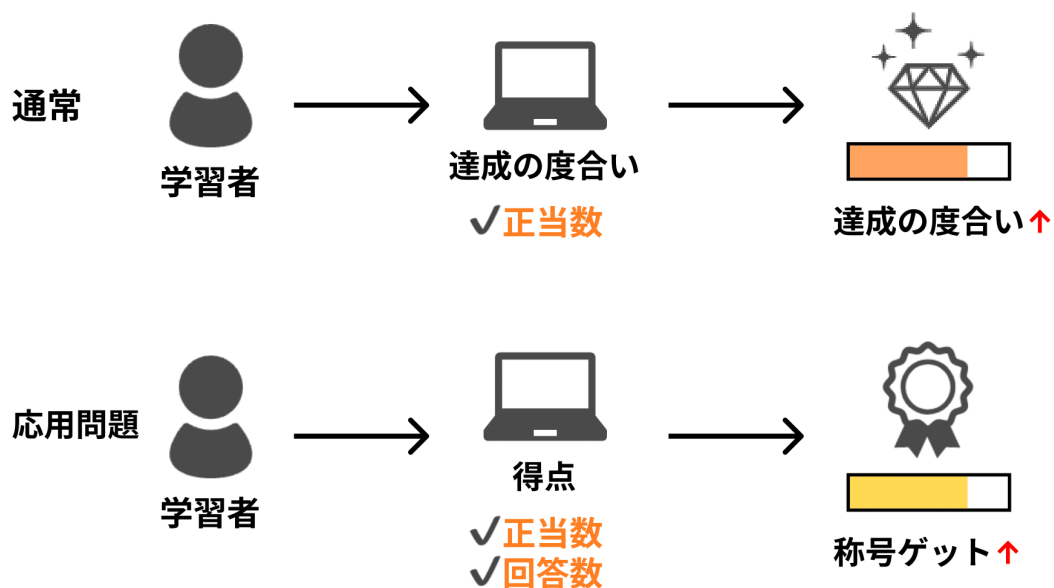 通常
学習者
達成の度合い
✓正当数
達成の度合い↑
応用問題
学習者
得点
✓正当数
✓回答数
称号ゲット↑